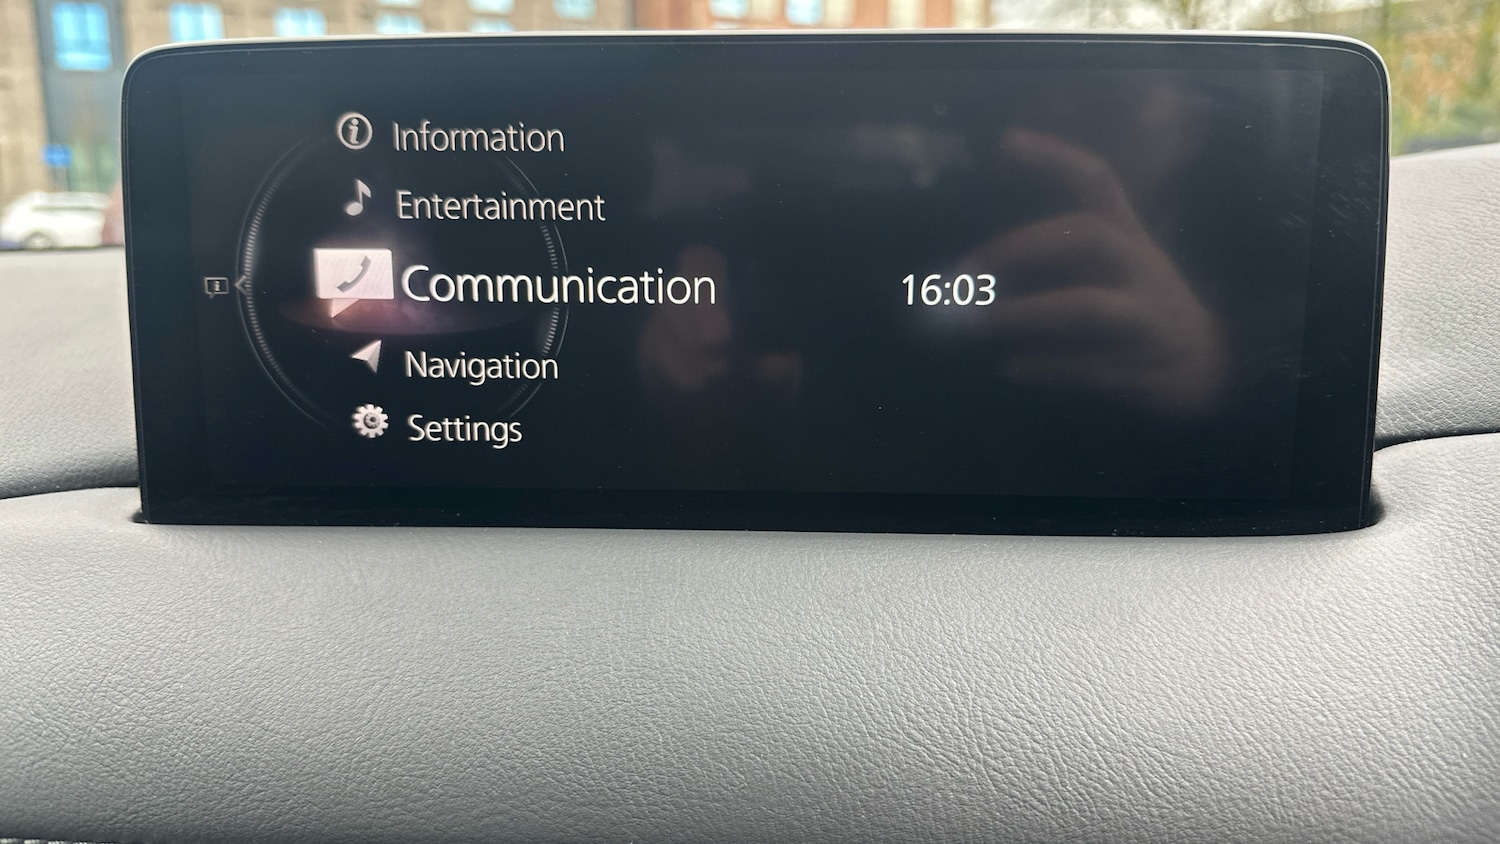 Information
Entertainment
Communication
16:03
Navigation
Settings